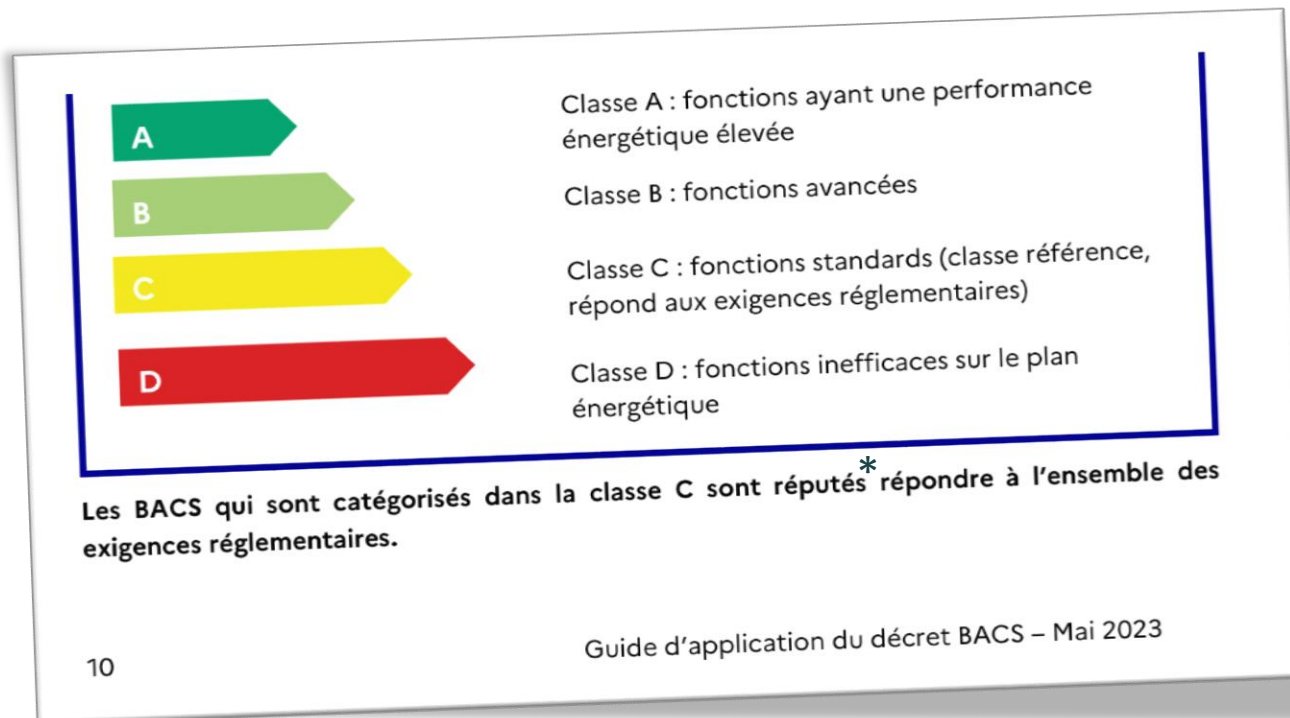 A
Classe A : fonctions ayant une performance
énergétique élevée
B
Classe B : fonctions avancées
C
Classe C : fonctions standards (classe référence,
répond aux exigences réglementaires)
D
Classe D : fonctions inefficaces sur le plan
énergétique
Les BACS qui sont catégorisés dans la classe C sont réputés* répondre à l’ensemble des
exigences réglementaires.
10
Guide d’application du décret BACS – Mai 2023